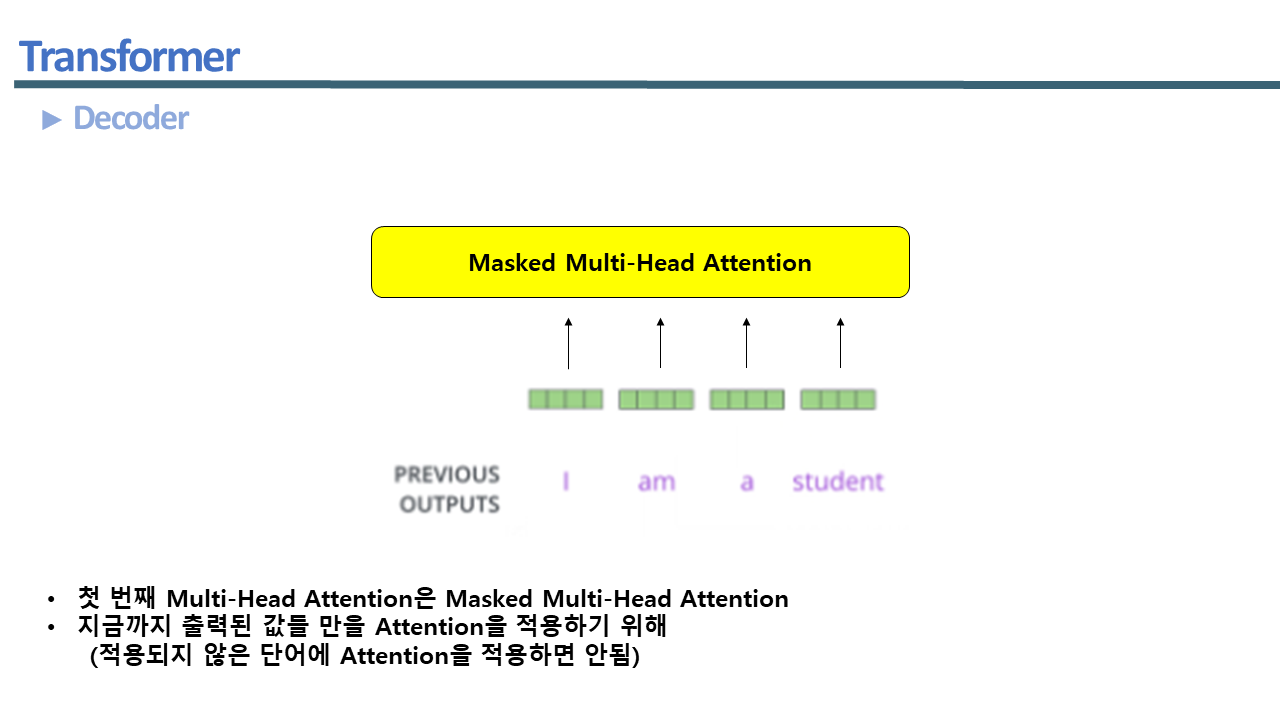 Transformer
► Decoder
Masked Multi-Head Attention
PREVIOUS
OUTPUTS
I am a student
• 첫 번째 Multi-Head Attention은 Masked Multi-Head Attention
• 지금까지 출력된 값들 만을 Attention을 적용하기 위해
(적용되지 않은 단어에 Attention을 적용하면 안됨)